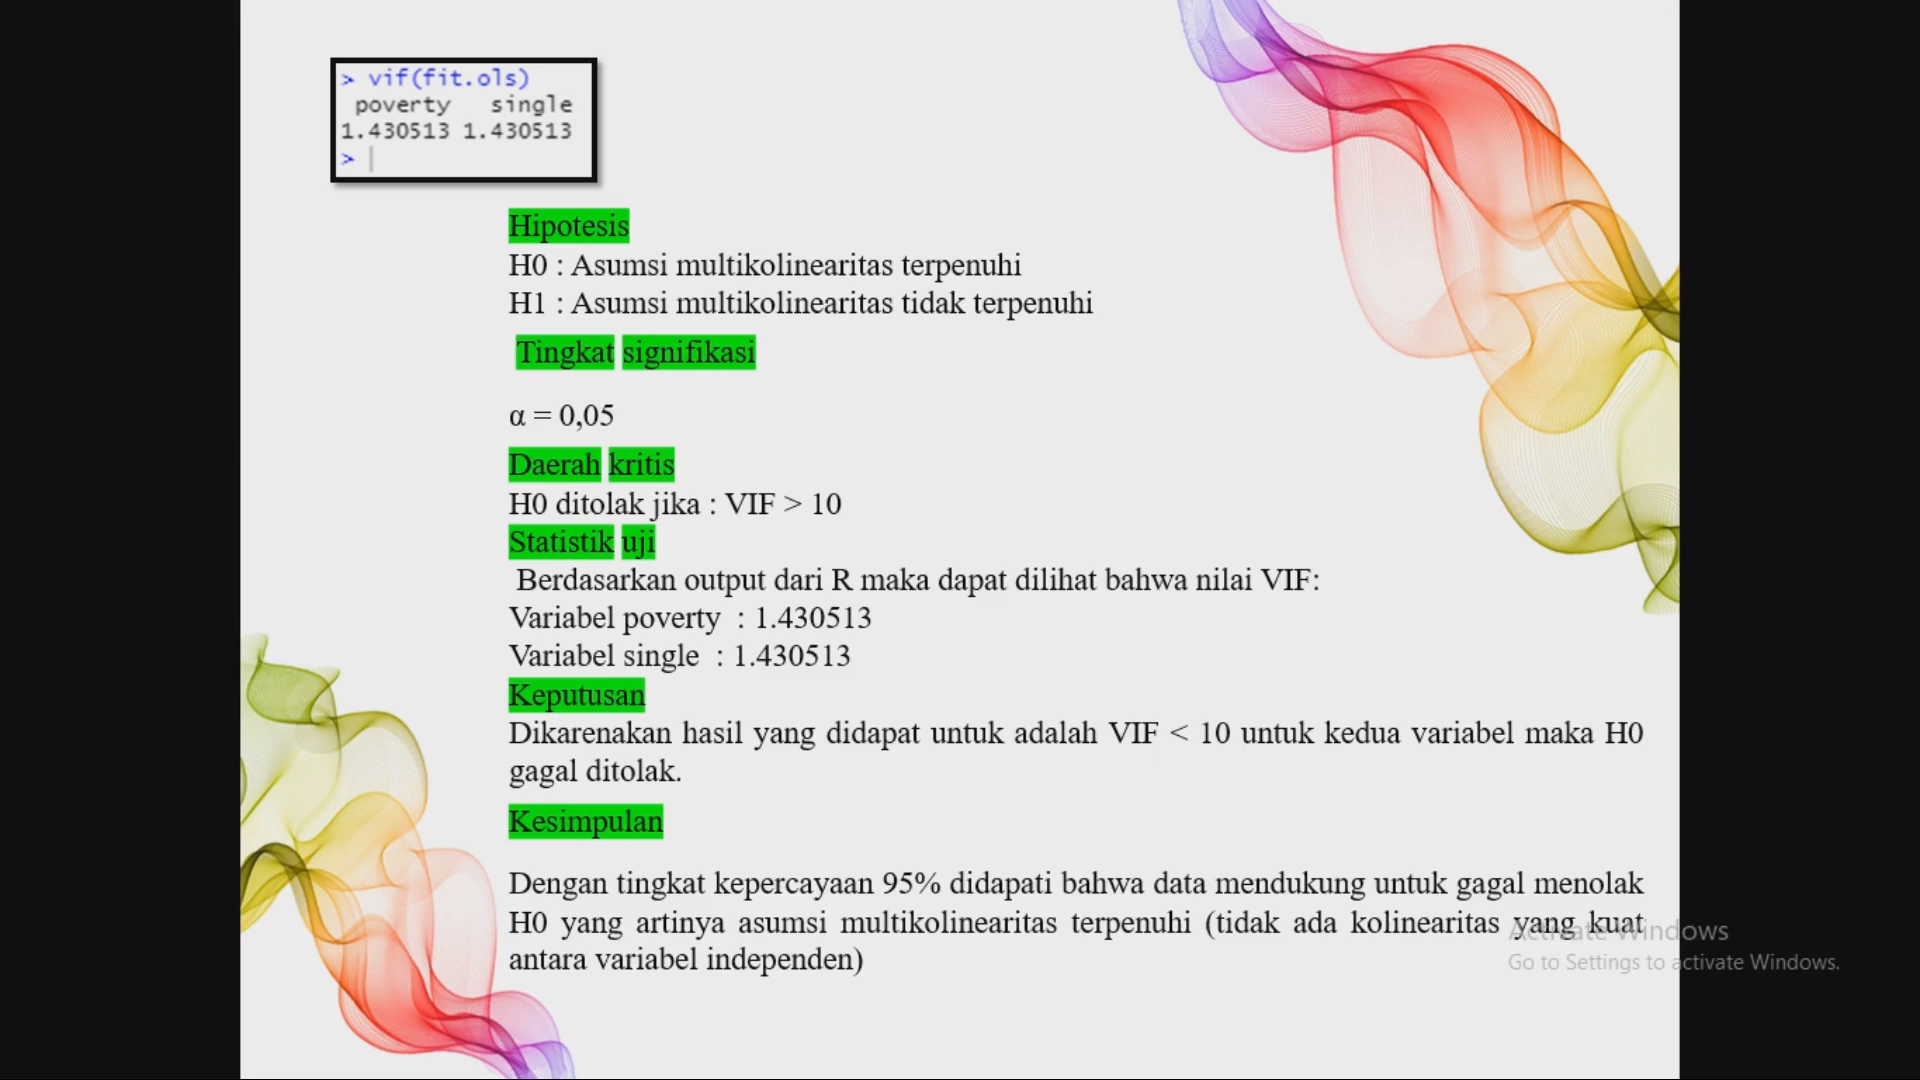 > vif(fit.ols)
poverty single
1.430513 1.430513
>
Hipotesis
H0 : Asumsi multikolinearitas terpenuhi
H1 : Asumsi multikolinearitas tidak terpenuhi
Tingkat signifikasi
α = 0,05
Daerah kritis
H0 ditolak jika : VIF > 10
Statistik uji
Berdasarkan output dari R maka dapat dilihat bahwa nilai VIF:
Variabel poverty : 1.430513
Variabel single : 1.430513
Keputusan
Dikarenakan hasil yang didapat untuk adalah VIF < 10 untuk kedua variabel maka H0
gagal ditolak.
Kesimpulan
Dengan tingkat kepercayaan 95% didapati bahwa data mendukung untuk gagal menolak
H0 yang artinya asumsi multikolinearitas terpenuhi (tidak ada kolinearitas yang kuat
antara variabel independen)
Activate Windows
Go to Settings to activate Windows.